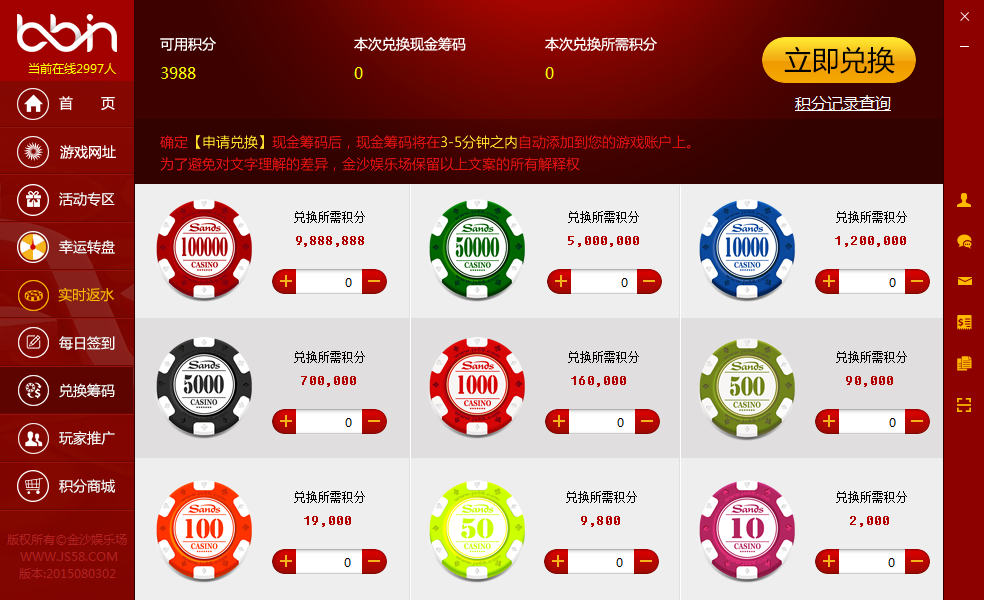 bbin
当前在线2997人
首 页
游戏网址
活动专区
幸运转盘
实时返水
每日签到
兑换筹码
玩家推广
积分商城
版权所有©金沙娱乐场
WWW.JS58.COM
版本:2015080302
可用积分 本次兑换现金筹码 本次兑换所需积分
3988 0 0
立即兑换
积分记录查询
确定【申请兑换】现金筹码后，现金筹码将在3-5分钟之内自动添加到您的游戏账户上。
为了避免对文字理解的差异，金沙娱乐场保留以上文案的所有解释权
Sands
100000
CASINO
兑换所需积分
9,888,888
+ 0 −
Sands
50000
CASINO
兑换所需积分
5,000,000
+ 0 −
Sands
10000
CASINO
兑换所需积分
1,200,000
+ 0 −
Sands
5000
CASINO
兑换所需积分
700,000
+ 0 −
Sands
1000
CASINO
兑换所需积分
160,000
+ 0 −
Sands
500
CASINO
兑换所需积分
90,000
+ 0 −
Sands
100
CASINO
兑换所需积分
19,000
+ 0 −
Sands
50
CASINO
兑换所需积分
9,800
+ 0 −
Sands
10
CASINO
兑换所需积分
2,000
+ 0 −